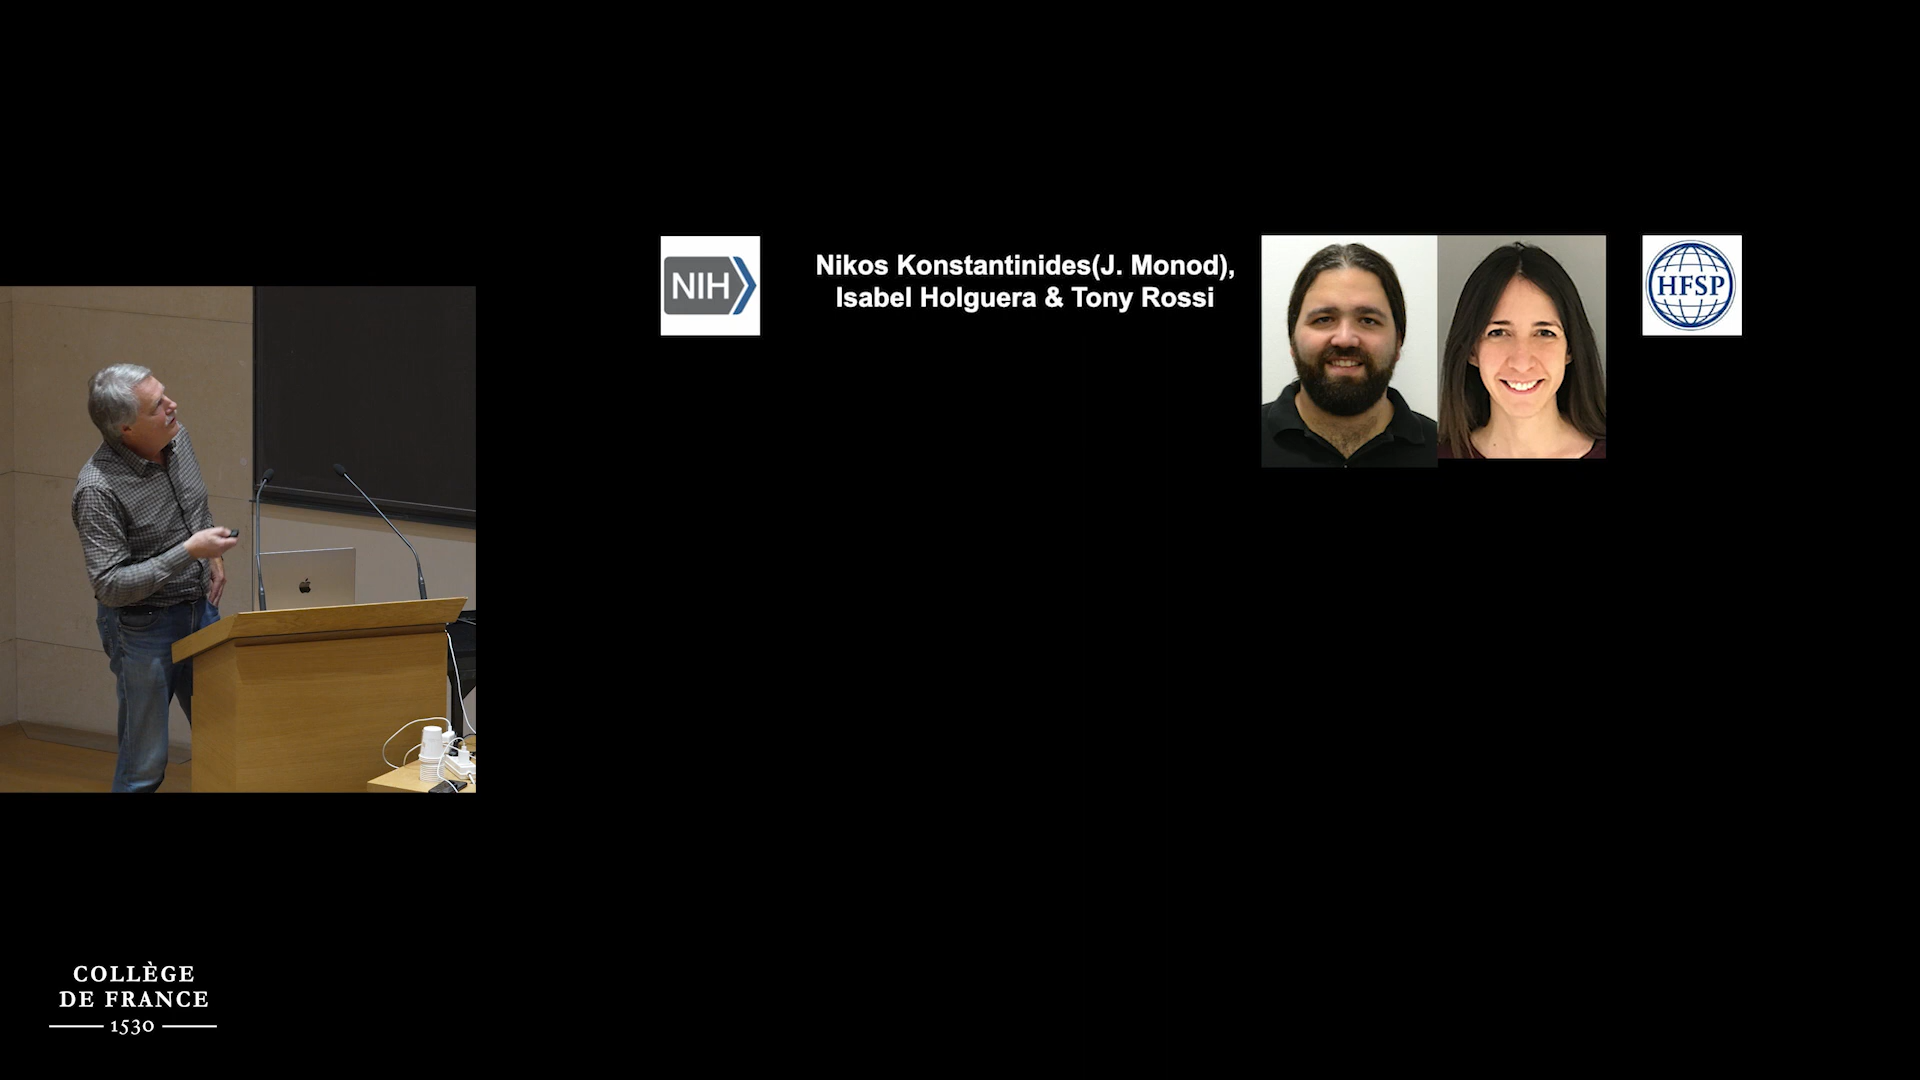 NIH
Nikos Konstantinides(J. Monod),
Isabel Holguera & Tony Rossi
HFSP
COLLÈGE
DE FRANCE
1530